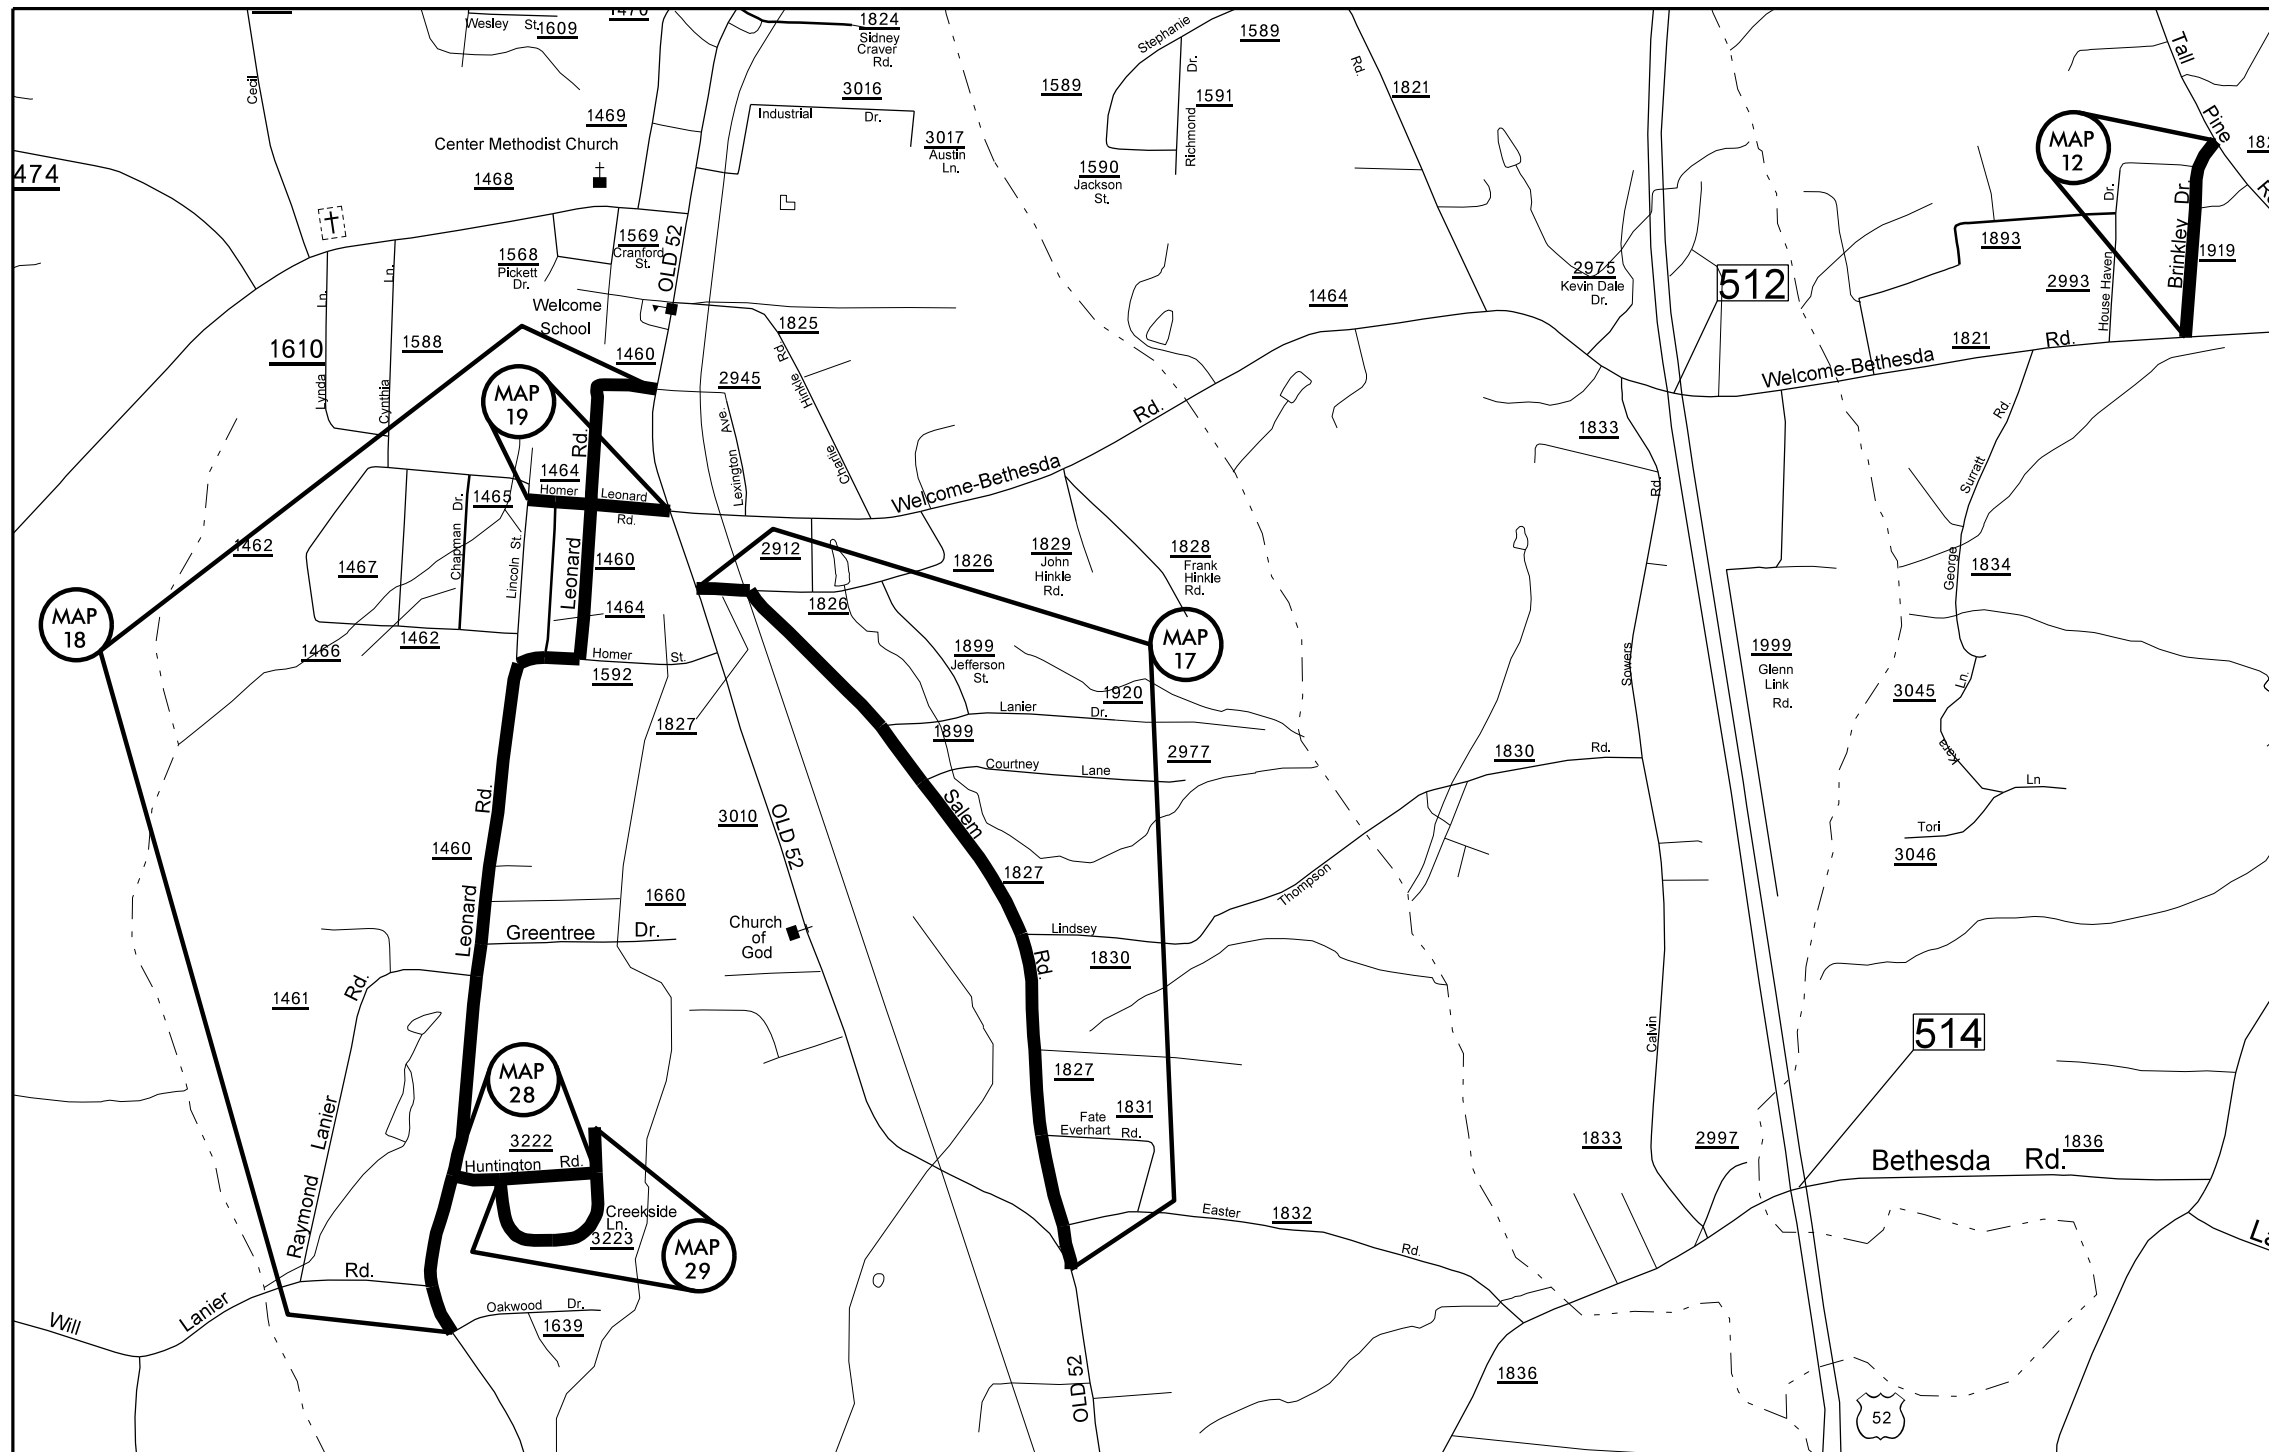 Wesley St.
1609
1824
Sidney
Craver
Rd.
Stephanie
1589
Rd.
Tall
Pine
Cecil
1469
Industrial Dr.
3016
1589
Dr.
1591
Richmond
1821
MAP
12
Center Methodist Church
3017
Austin
Ln.
474
1468
1590
Jackson
St.
Dr.
Brinkley Dr.
1569
Cranford
St.
OLD 52
1568
Pickett
Dr.
1893
1919
Ln.
Ln.
Welcome
School
2975
Kevin Dale
Dr.
512
2993
House Haven
1464
1825
1610
1588
1460
Hinkle Rd.
1821
Rd.
Welcome-Bethesda
2945
Lynda
Cynthia
MAP
19
Rd.
Ave.
Rd.
1833
Rd.
Charlie
1464
Lexington
Welcome-Bethesda
Surratt
Rd.
1465
Homer Leonard
Rd.
Chapman Dr.
1462
2912
1829
John
Hinkle
Rd.
1828
Frank
Hinkle
Rd.
1467
Lincoln St.
Leonard
1460
1826
George
1834
MAP
18
1464
1826
MAP
17
1466
1462
Homer St.
1592
1899
Jefferson
St.
Sowers
1999
Glenn
Link
Rd.
1920
Ln.
3045
Lanier Dr.
1827
1899
2977
1830
Rd.
Kara
Courtney Lane
Ln
Rd.
Salem
3010
OLD 52
Tori
1460
3046
1827
Thompson
1660
Leonard
Church
of
God
Greentree Dr.
Lindsey
Rd.
1830
1461
Rd.
Calvin
514
MAP
28
1827
Lanier
Fate
Everhart Rd.
1831
3222
Huntington Rd.
1833
2997
1836
Bethesda Rd.
Raymond
Creekside
Ln.
3223
Easter
1832
MAP
29
Rd.
Rd.
Will
Lanier
Oakwood Dr.
1639
OLD 52
1836
52